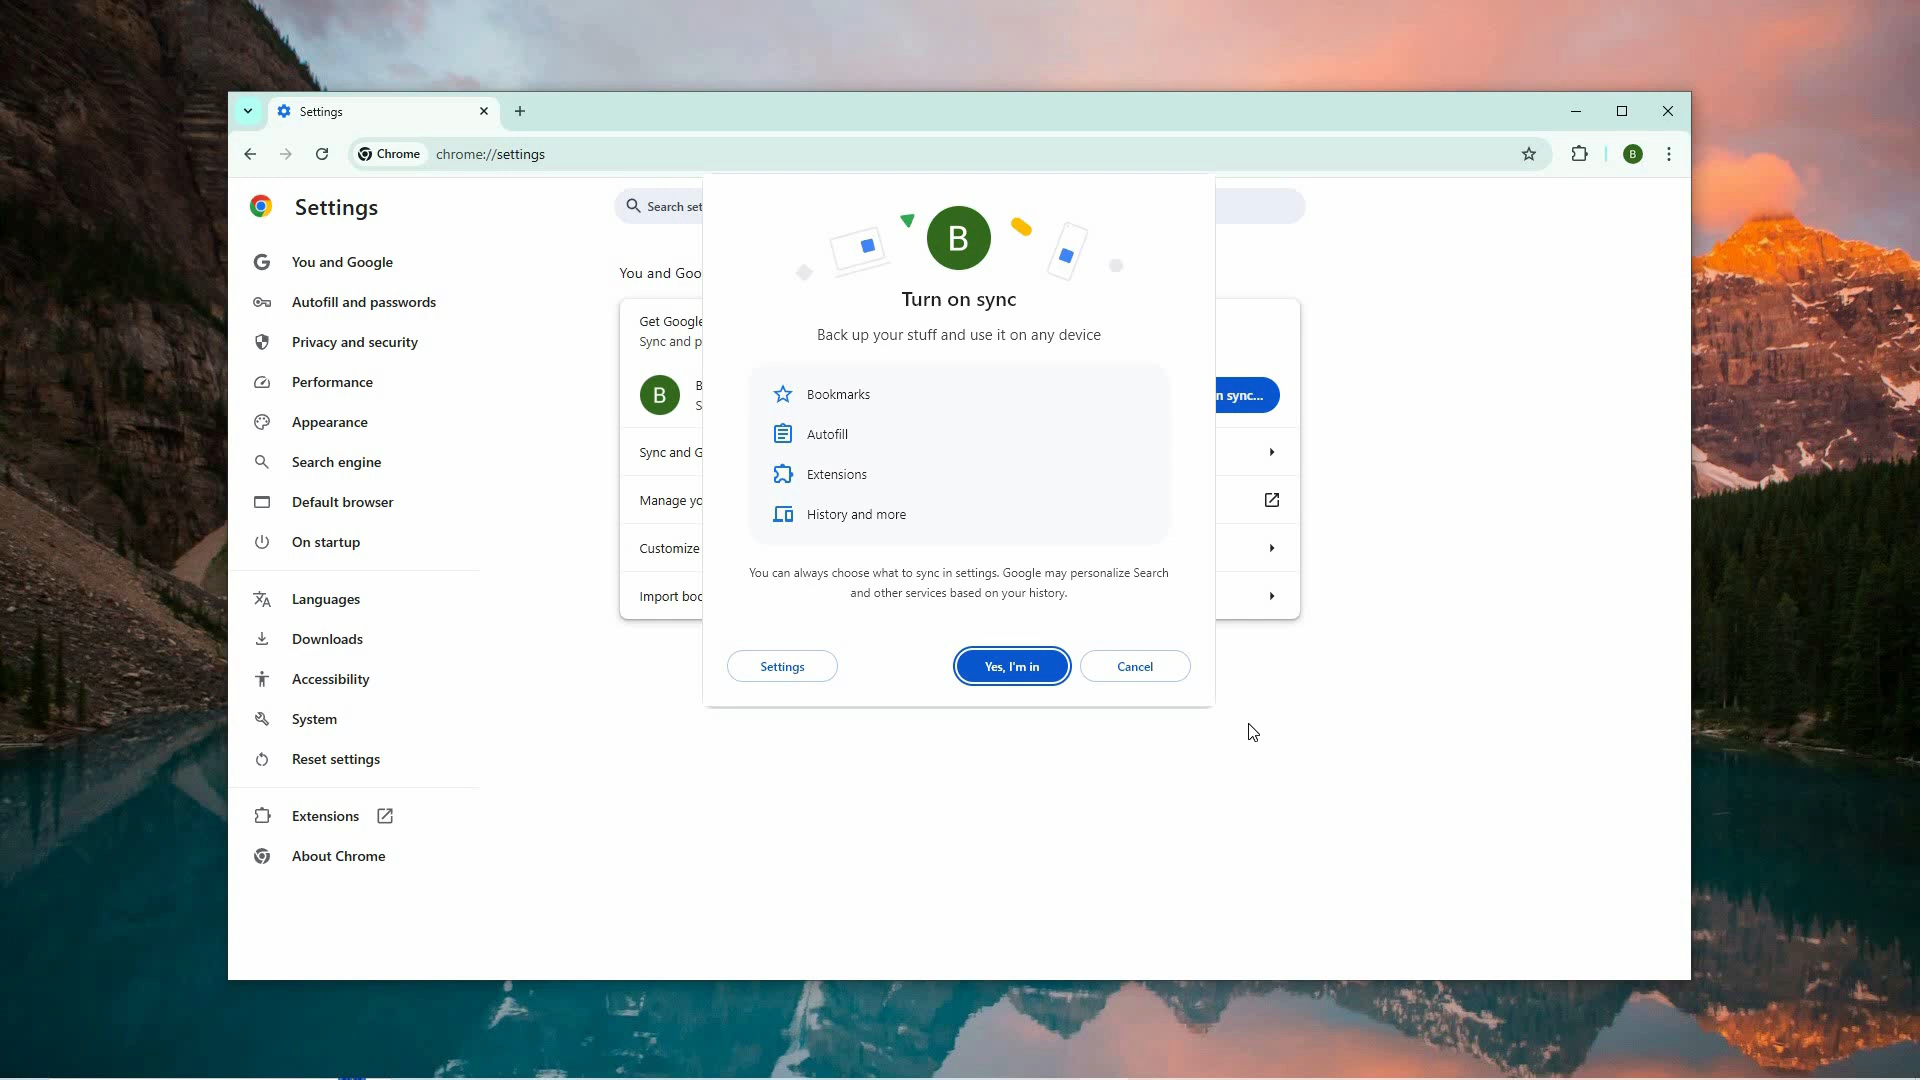 Settings
Chrome
chrome://settings
B
Settings
Search set
You and Google
Autofill and passwords
Privacy and security
Performance
Appearance
Search engine
Default browser
On startup
Languages
Downloads
Accessibility
System
Reset settings
Extensions
About Chrome
You and Goo
Get Google
Sync and p
B
B
S
n sync...
Sync and G
Manage yo
Customize
Import boo
B
Turn on sync
Back up your stuff and use it on any device
Bookmarks
Autofill
Extensions
History and more
You can always choose what to sync in settings. Google may personalize Search
and other services based on your history.
Settings
Yes, I'm in
Cancel